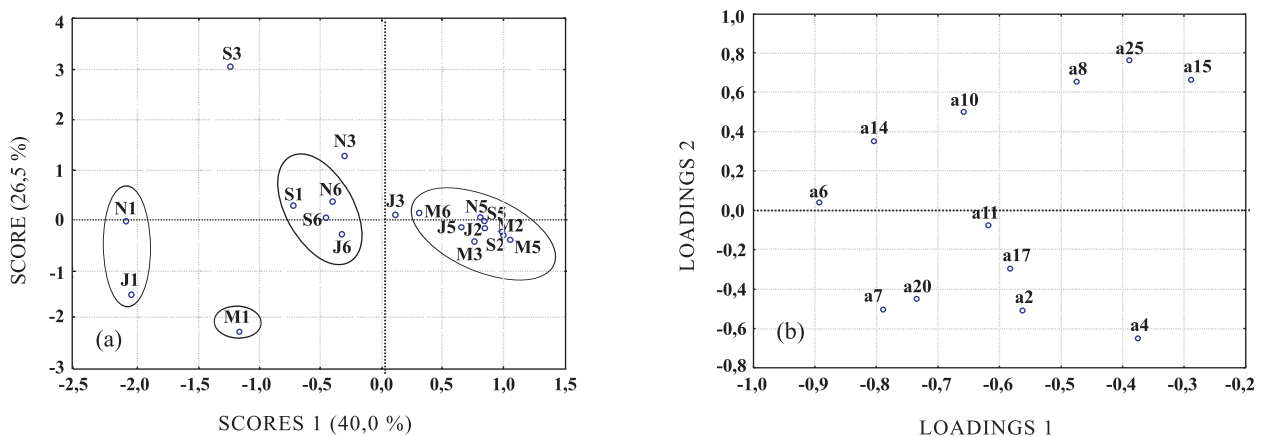 4
3
2
1
0
-1
-2
-3
-2,5 -2,0 -1,5 -1,0 -0,5 0,0 0,5 1,0 1,5
SCORE (26,5 %)
SCORES 1 (40,0 %)
(a)
S3
N3
N1
J1
M1
S1
N6
S6
J6
J3
M6
N5
S5
J5
J2
M2
M3
S2
M5
1,0
0,8
0,6
0,4
0,2
0,0
-0,2
-0,4
-0,6
-0,8
-1,0 -0,9 -0,8 -0,7 -0,6 -0,5 -0,4 -0,3 -0,2
LOADINGS 2
LOADINGS 1
(b)
a25
a8
a15
a10
a14
a6
a11
a17
a20
a7
a2
a4